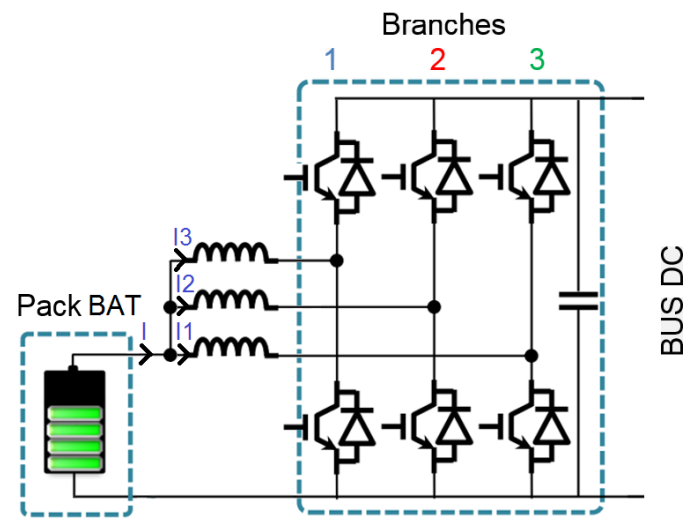 Branches
1 2 3
I3
I2
Pack BAT
I I1
BUS DC